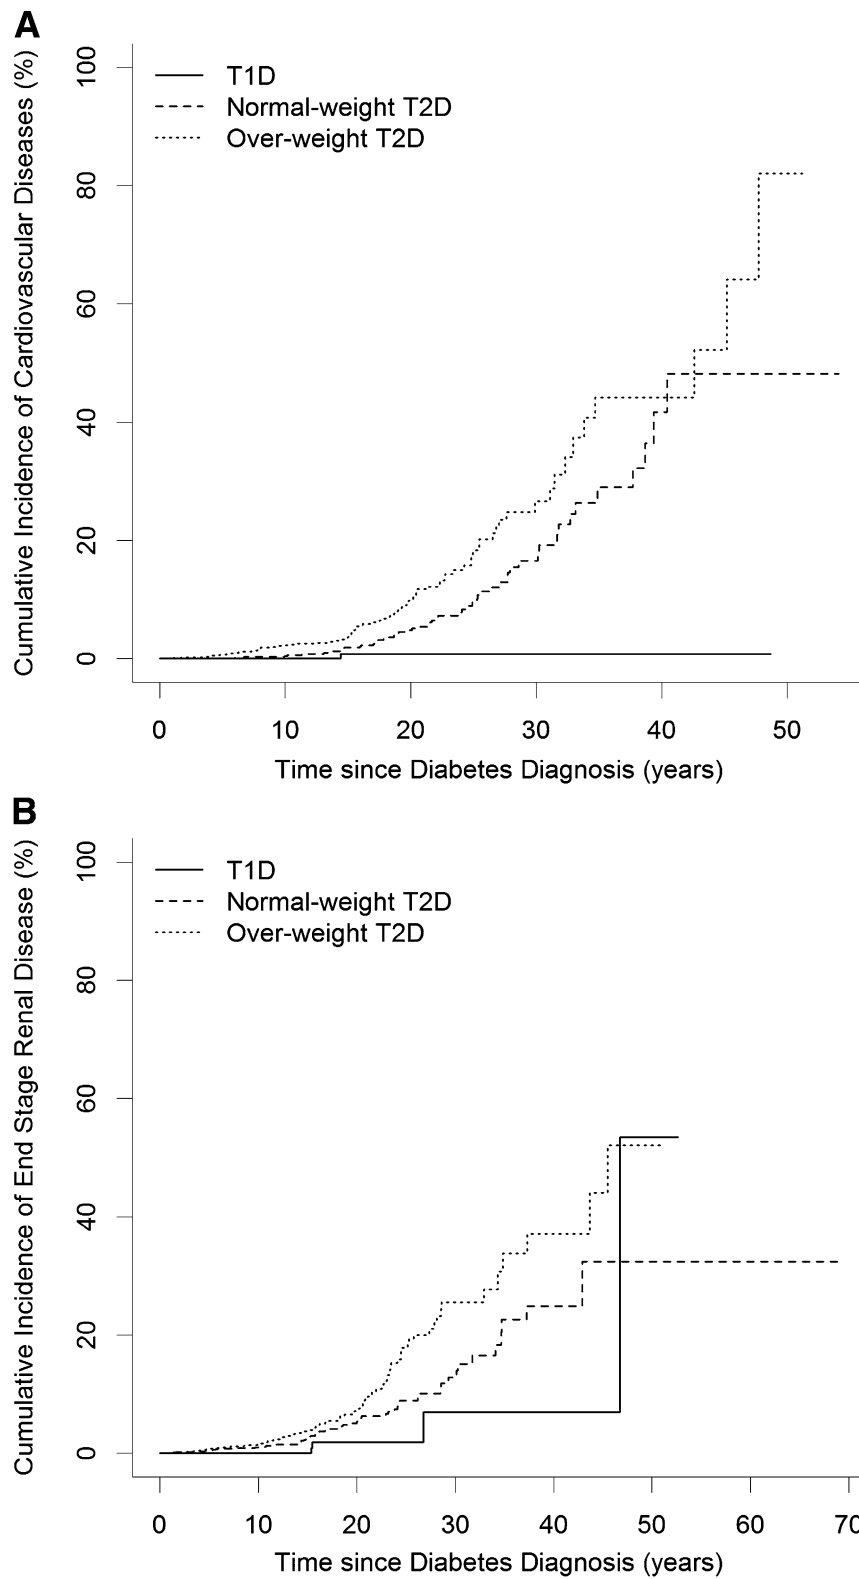 A
Cumulative Incidence of Cardiovascular Diseases (%)
100
80
60
40
20
0
T1D
Normal-weight T2D
Over-weight T2D
0 10 20 30 40 50
Time since Diabetes Diagnosis (years)
B
Cumulative Incidence of End Stage Renal Disease (%)
100
80
60
40
20
0
T1D
Normal-weight T2D
Over-weight T2D
0 10 20 30 40 50 60 70
Time since Diabetes Diagnosis (years)